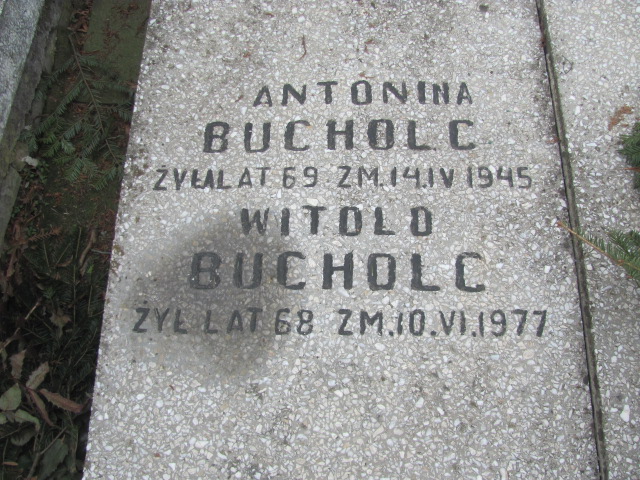 ANTONINA
BUCHOLC
ŻYŁA LAT 69 ZM.14.IV 1945
WITOLD
BUCHOLC
ŻYŁ LAT 68 ZM.10.VI.1977